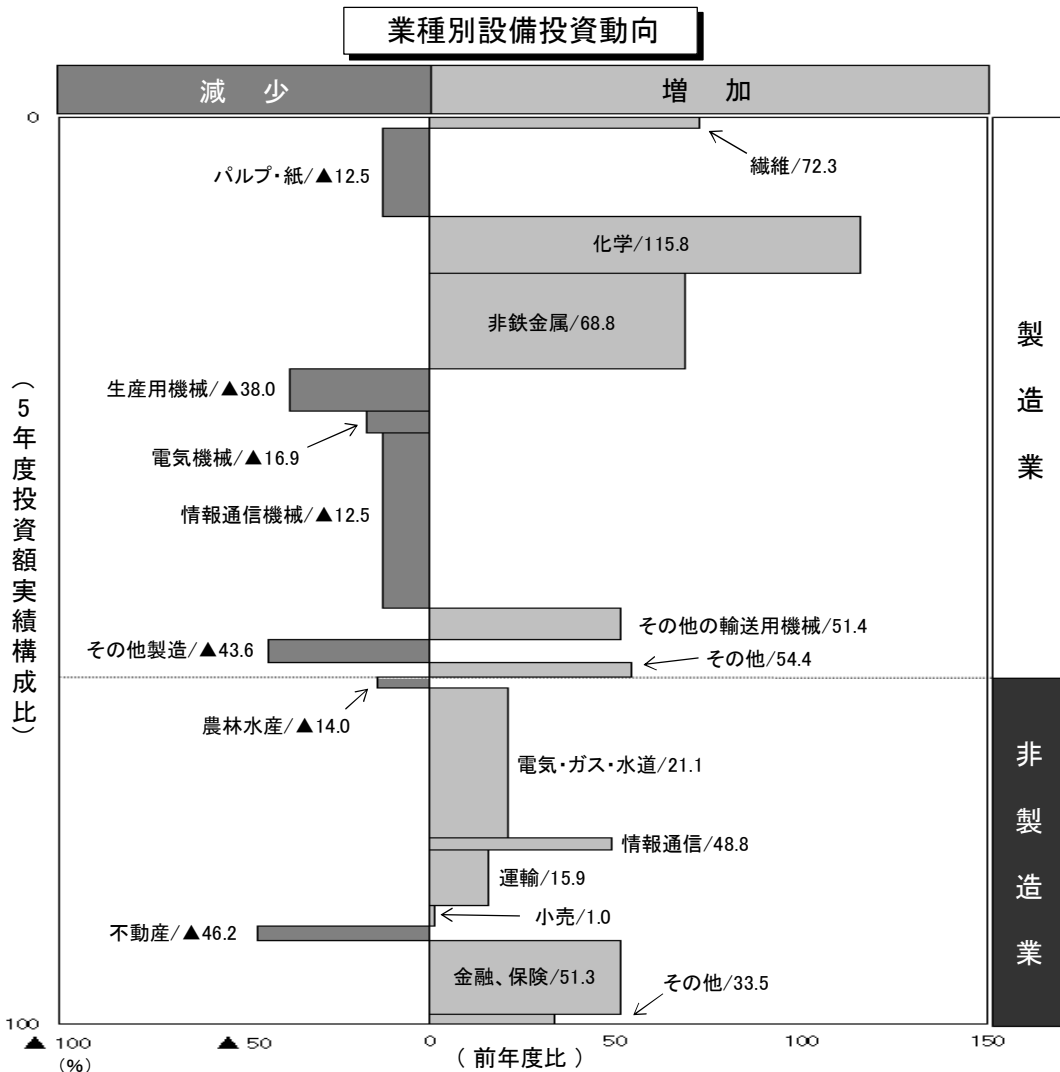 業種別設備投資動向
減 少
増 加
0
繊維/72.3
パルプ・紙/▲12.5
化学/115.8
非鉄金属/68.8
生産用機械/▲38.0
電気機械/▲16.9
情報通信機械/▲12.5
その他の輸送用機械/51.4
その他製造/▲43.6
その他/54.4
農林水産/▲14.0
電気・ガス・水道/21.1
情報通信/48.8
運輸/15.9
小売/1.0
不動産/▲46.2
金融、保険/51.3
その他/33.5
製造業
非製造業
(5年度投資額実績構成比)
100
▲ 100
▲ 50
0
50
100
150
(%)
( 前年度比 )